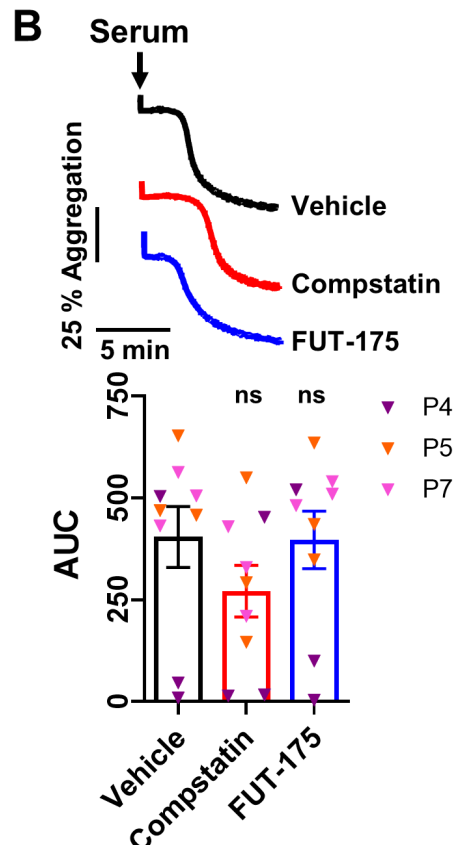 B
Serum
25 % Aggregation
Vehicle
Compstatin
FUT-175
5 min
AUC
750
500
250
0
ns
ns
P4
P5
P7
Vehicle
Compstatin
FUT-175